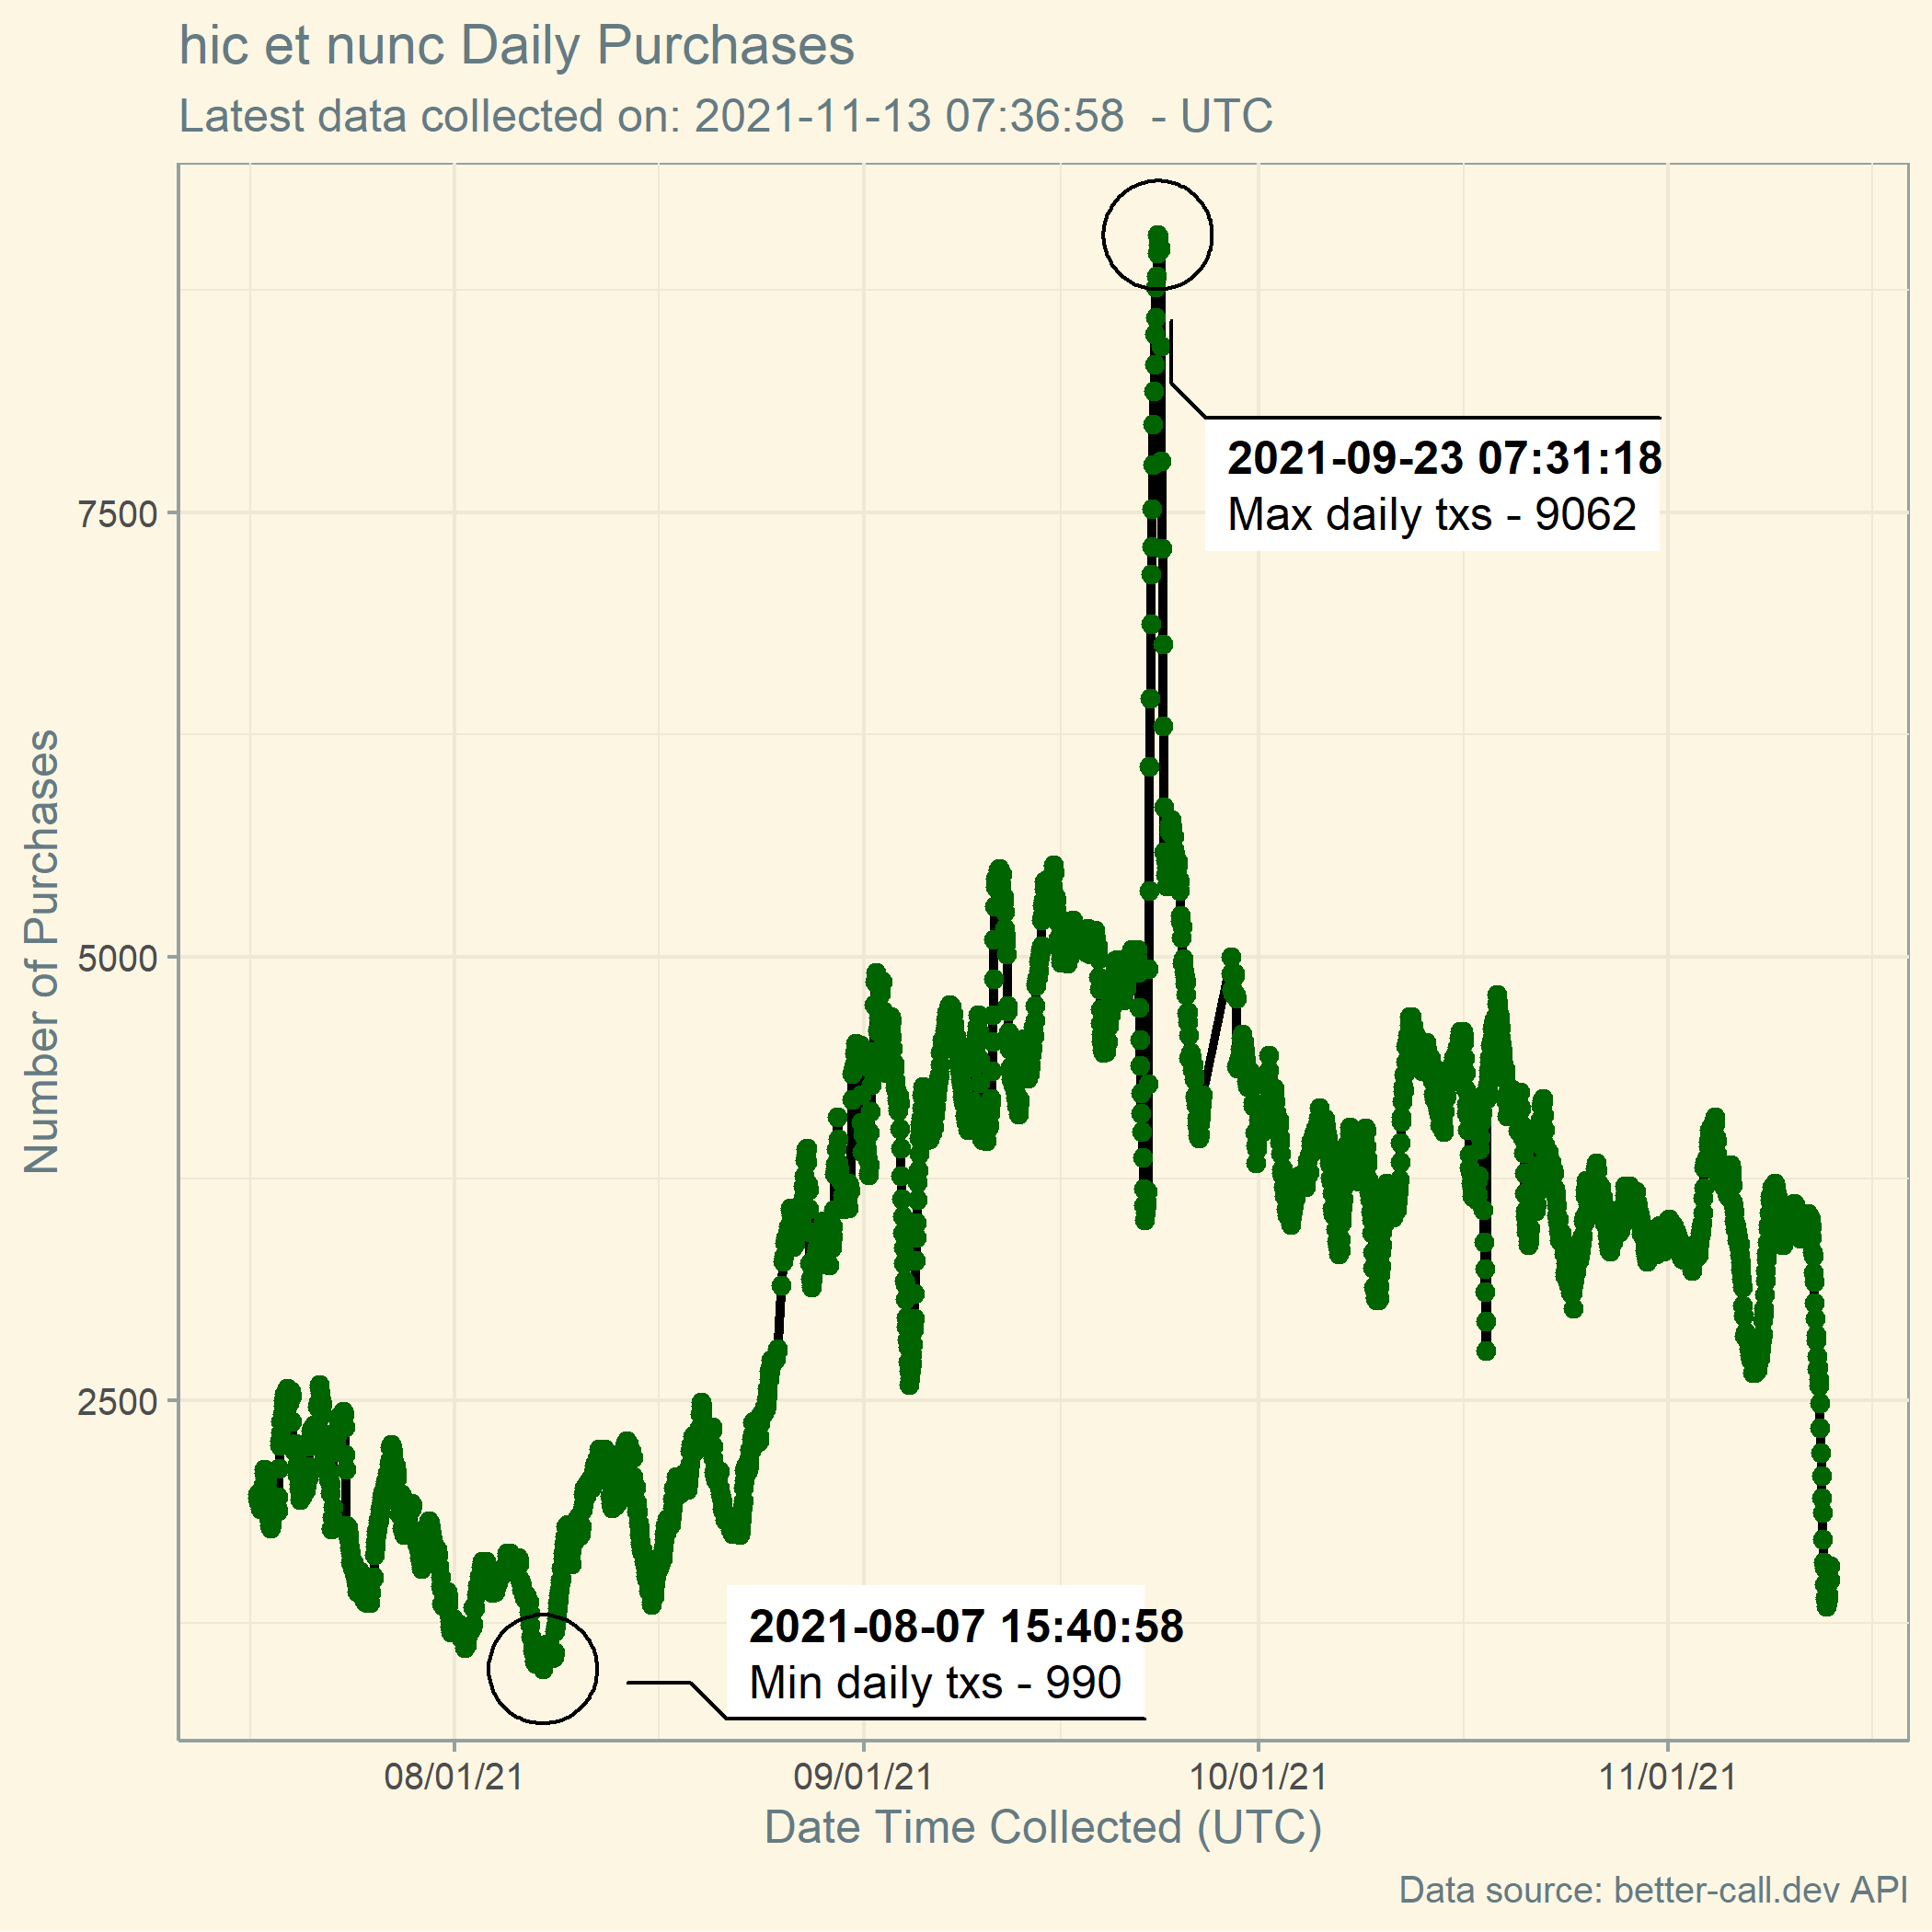 hic et nunc Daily Purchases
Latest data collected on: 2021-11-13 07:36:58  - UTC
Number of Purchases
7500
5000
2500
2021-09-23 07:31:18
Max daily txs - 9062
2021-08-07 15:40:58
Min daily txs - 990
08/01/21
09/01/21
10/01/21
11/01/21
Date Time Collected (UTC)
Data source: better-call.dev API